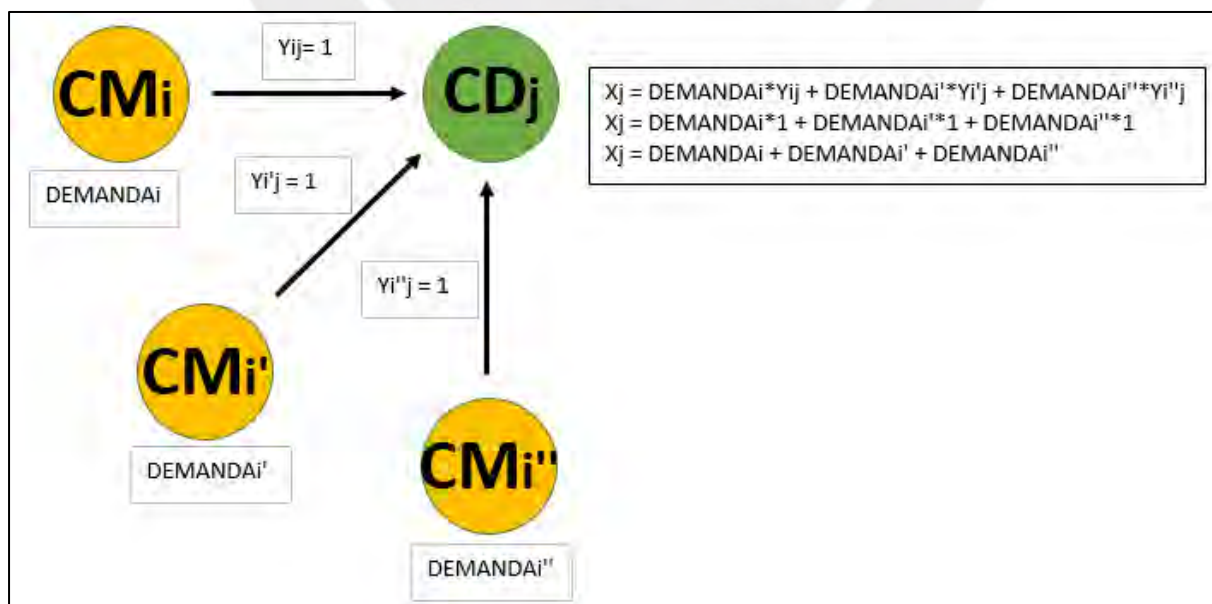 Yij= 1
CMi
CDj
Xj = DEMANDAi*Yij + DEMANDAi'*Yi'j + DEMANDAi''*Yi''j
Xj = DEMANDAi*1 + DEMANDAi'*1 + DEMANDAi''*1
Xj = DEMANDAi + DEMANDAi' + DEMANDAi''
DEMANDAi
Yi'j = 1
Yi''j = 1
CMi'
DEMANDAi'
CMi''
DEMANDAi''